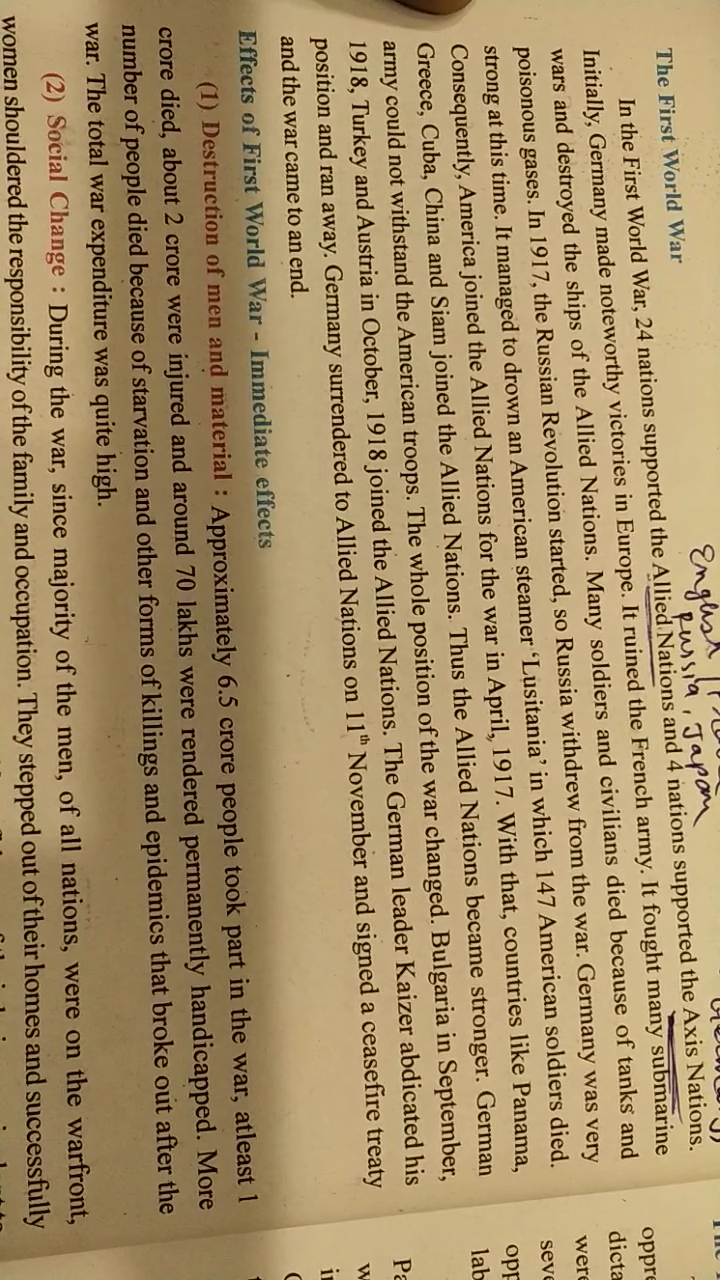 English
Russia, Japan
The First World War
In the First World War, 24 nations supported the Allied Nations and 4 nations supported the Axis Nations.
Initially, Germany made noteworthy victories in Europe. It ruined the French army. It fought many submarine
wars and destroyed the ships of the Allied Nations. Many soldiers and civilians died because of tanks and
poisonous gases. In 1917, the Russian Revolution started, so Russia withdrew from the war. Germany was very
strong at this time. It managed to drown an American steamer ‘Lusitania’ in which 147 American soldiers died.
Consequently, America joined the Allied Nations for the war in April, 1917. With that, countries like Panama,
Greece, Cuba, China and Siam joined the Allied Nations. Thus the Allied Nations became stronger. German
army could not withstand the American troops. The whole position of the war changed. Bulgaria in September,
1918, Turkey and Austria in October, 1918 joined the Allied Nations. The German leader Kaizer abdicated his
position and ran away. Germany surrendered to Allied Nations on 11th November and signed a ceasefire treaty
and the war came to an end.
Effects of First World War - Immediate effects
(1) Destruction of men and material : Approximately 6.5 crore people took part in the war, atleast 1
crore died, about 2 crore were injured and around 70 lakhs were rendered permanently handicapped. More
number of people died because of starvation and other forms of killings and epidemics that broke out after the
war. The total war expenditure was quite high.
(2) Social Change : During the war, since majority of the men, of all nations, were on the warfront,
women shouldered the responsibility of the family and occupation. They stepped out of their homes and successfully